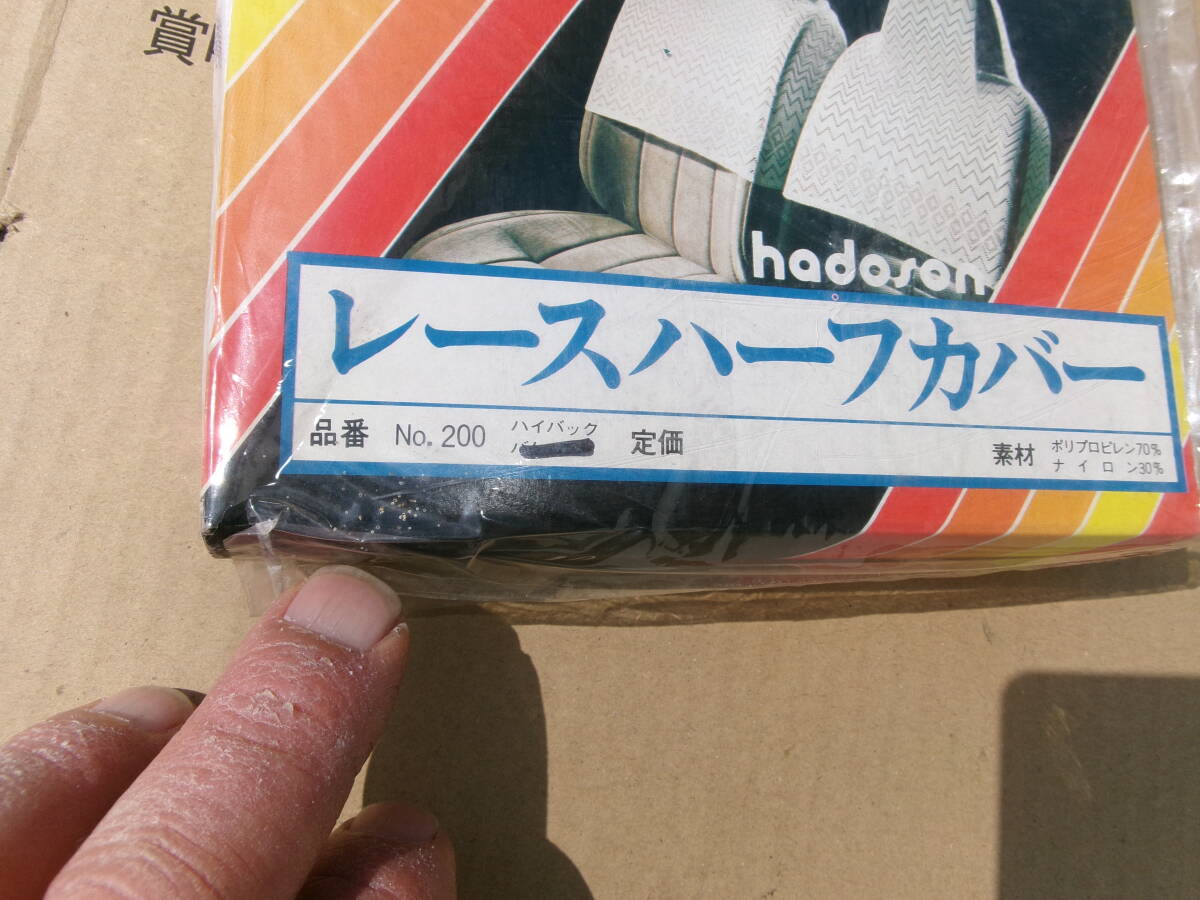 賞
hadoson
レースハーフカバー
品番 No.200 ハイバック 定価 素材 ポリプロピレン70%
ナイロン30%